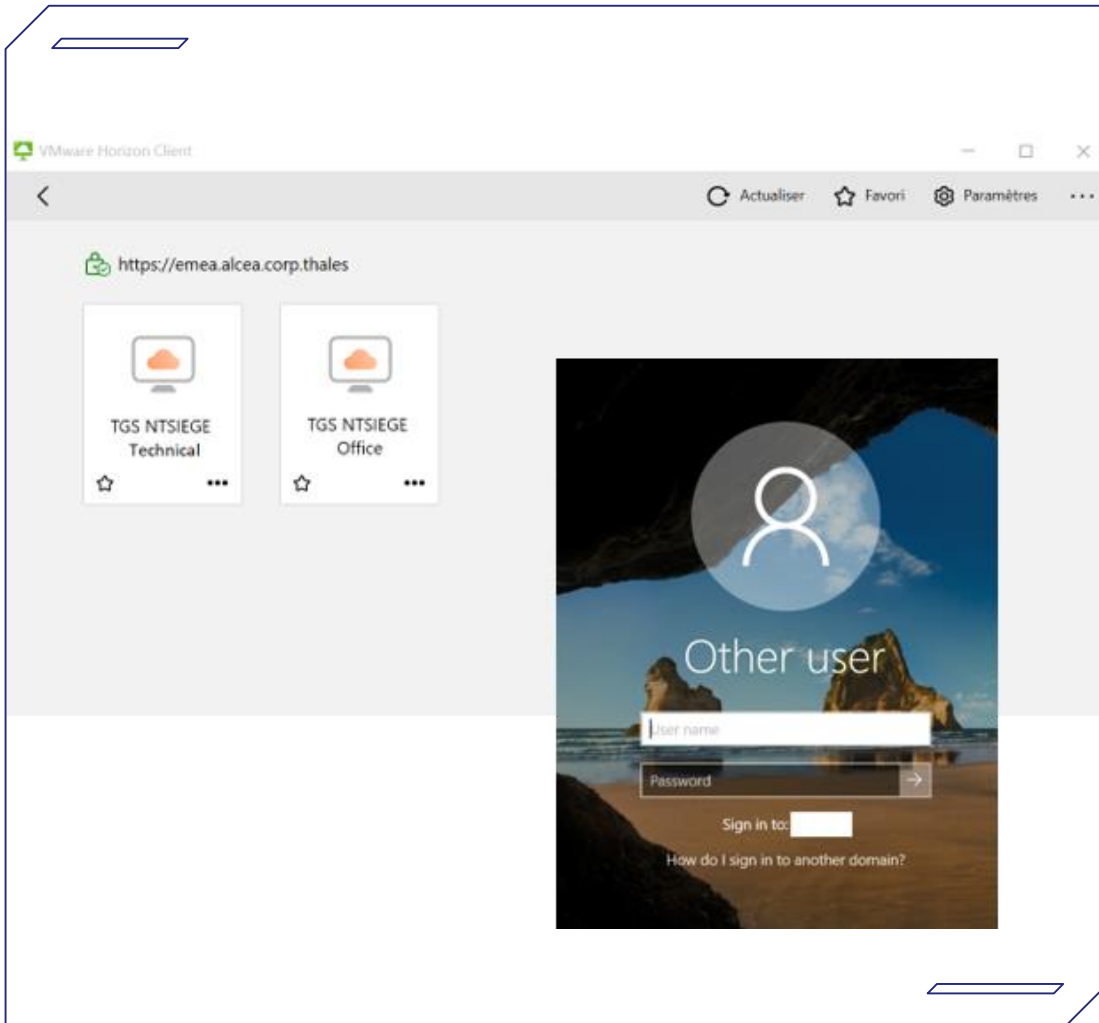 VMware Horizon Client
Actualiser Favori Paramètres
https://emea.alcea.corp.thales
TGS NTSIEGE
Technical
TGS NTSIEGE
Office
Other user
User name
Password
Sign in to:
How do I sign in to another domain?